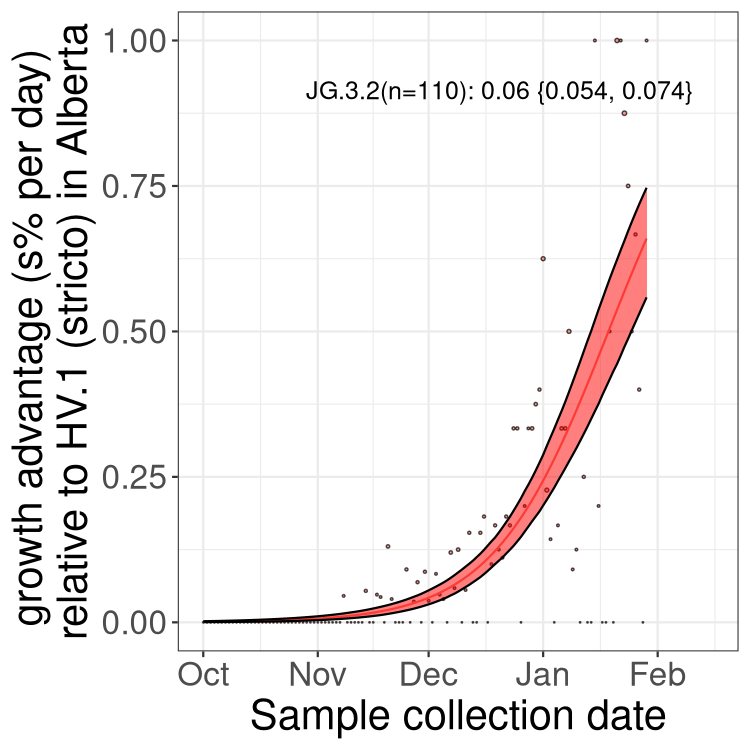 growth advantage (s% per day)
relative to HV.1 (stricto) in Alberta
1.00
0.75
0.50
0.25
0.00
JG.3.2(n=110): 0.06 {0.054, 0.074}
Oct Nov Dec Jan Feb
Sample collection date